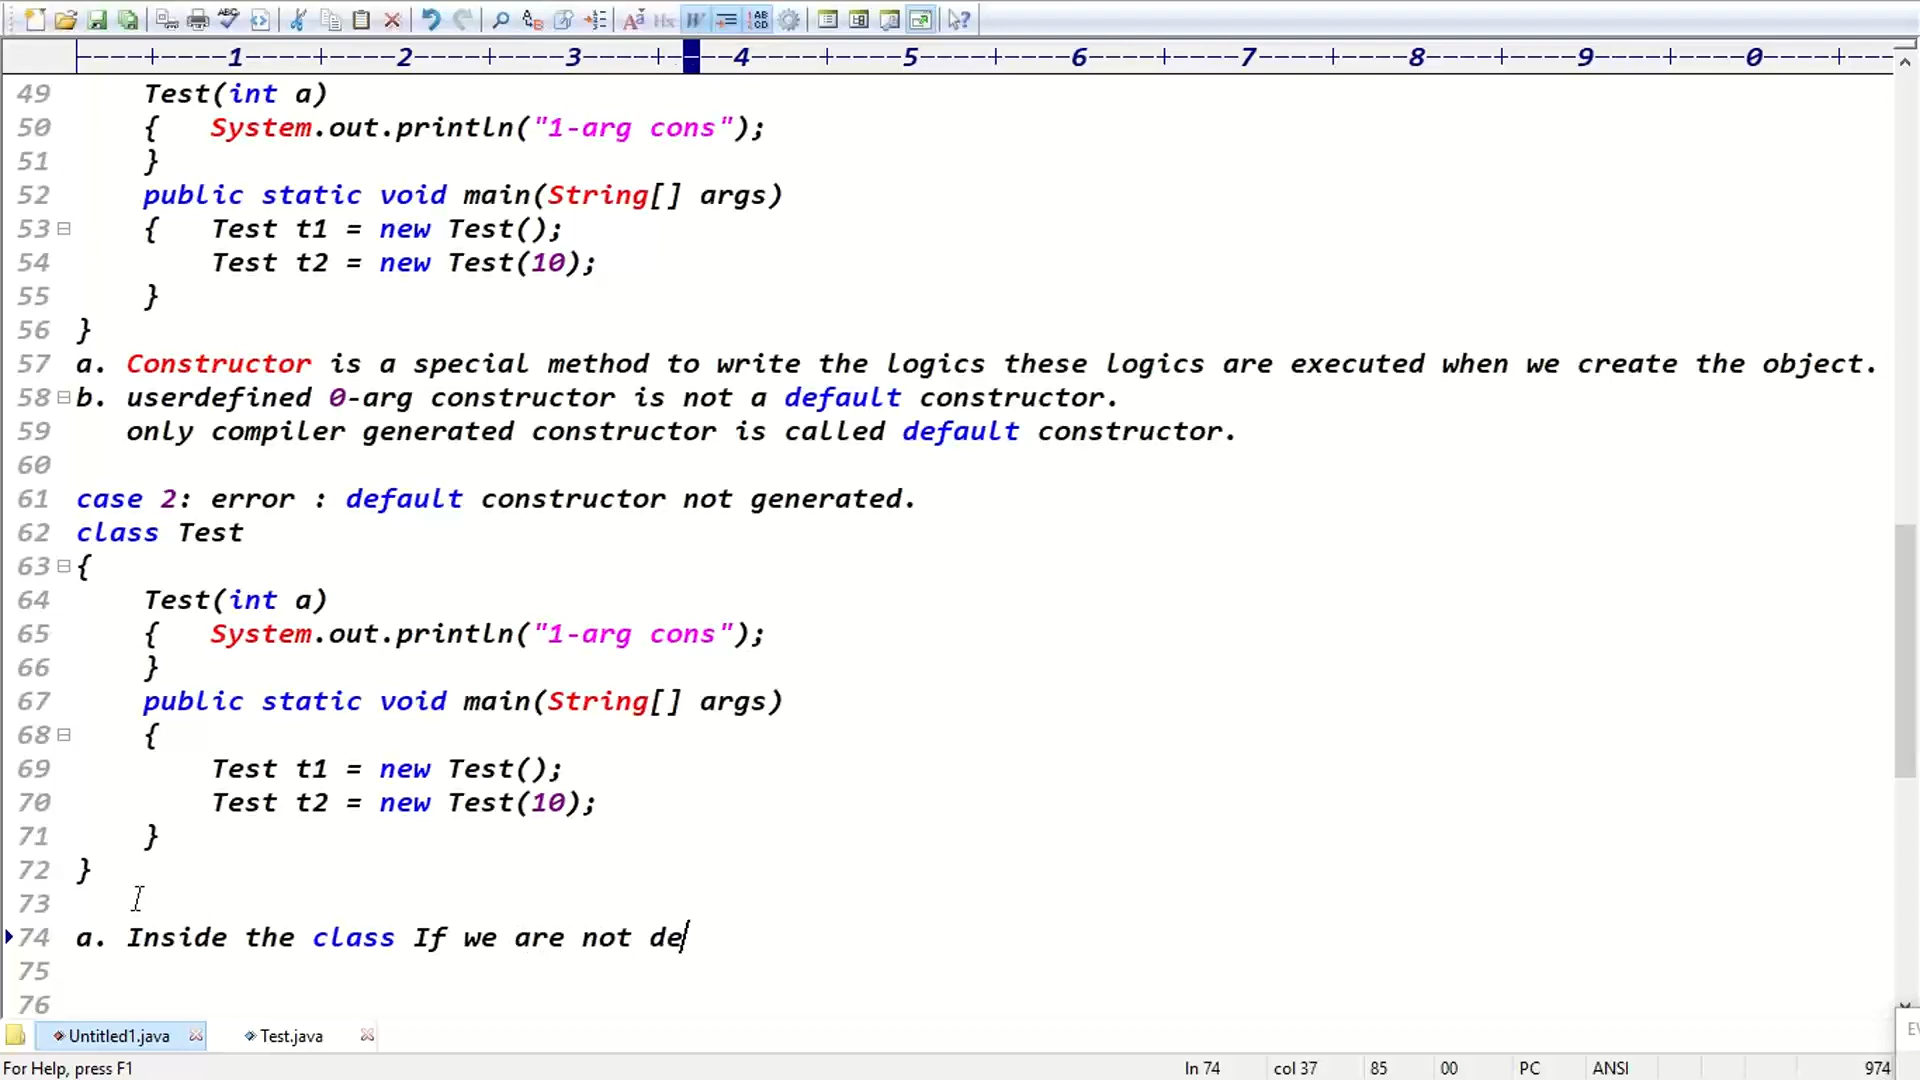 ----+----1----+----2----+----3----+----4----+----5----+----6----+----7----+----8----+----9----+----0----+---
49 Test(int a)
50 { System.out.println("1-arg cons");
51 }
52 public static void main(String[] args)
53 { Test t1 = new Test();
54 Test t2 = new Test(10);
55 }
56 }
57 a. Constructor is a special method to write the logics these logics are executed when we create the object.
58 b. userdefined 0-arg constructor is not a default constructor.
59 only compiler generated constructor is called default constructor.
60
61 case 2: error : default constructor not generated.
62 class Test
63 {
64 Test(int a)
65 { System.out.println("1-arg cons");
66 }
67 public static void main(String[] args)
68 {
69 Test t1 = new Test();
70 Test t2 = new Test(10);
71 }
72 }
73
74 a. Inside the class If we are not de
75
76
Untitled1.java Test.java
For Help, press F1 ln 74 col 37 85 00 PC ANSI 974